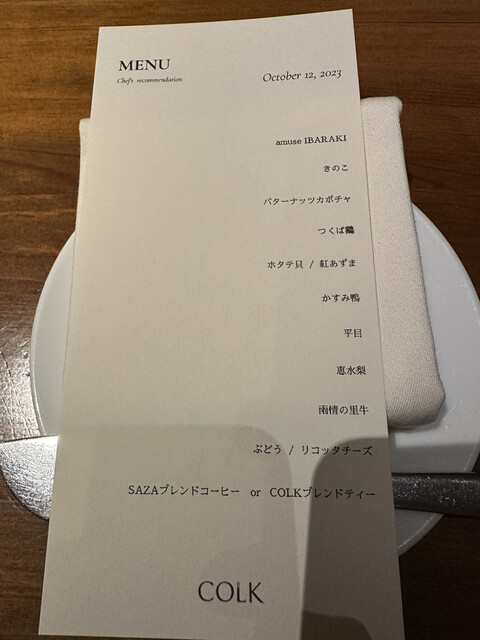 MENU
Chef's recommendation
October 12, 2023
amuse IBARAKI
きのこ
バターナッツカボチャ
つくば鶏
ホタテ貝 / 紅あずま
かすみ鴨
平目
恵水梨
雨情の里牛
ぶどう / リコッタチーズ
SAZAブレンドコーヒー or COLKブレンドティー
COLK